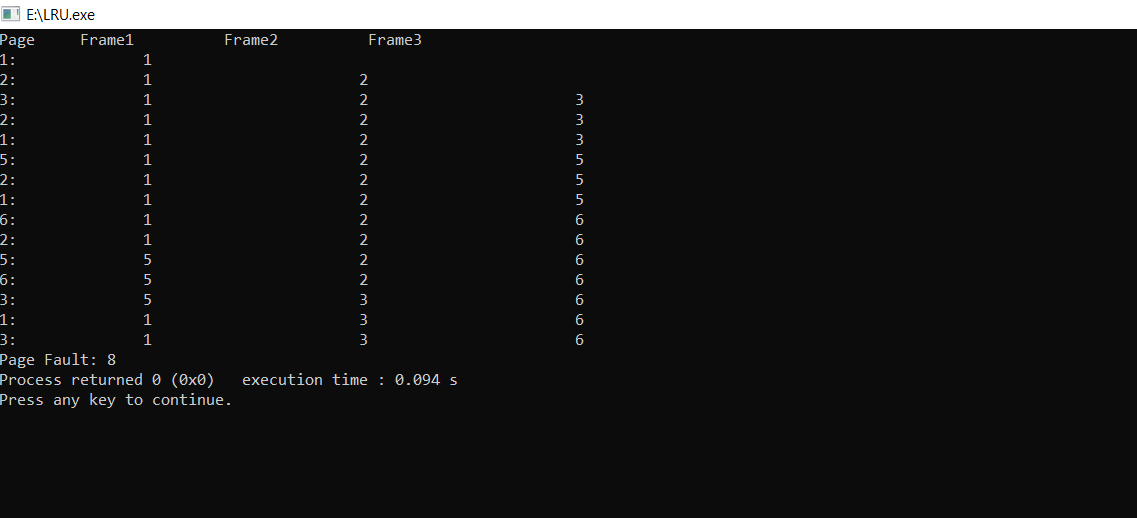 E:\LRU.exe
Page Frame1 Frame2 Frame3
1: 1
2: 1 2
3: 1 2 3
2: 1 2 3
1: 1 2 3
5: 1 2 5
2: 1 2 5
1: 1 2 5
6: 1 2 6
2: 1 2 6
5: 5 2 6
6: 5 2 6
3: 5 3 6
1: 1 3 6
3: 1 3 6
Page Fault: 8
Process returned 0 (0x0) execution time : 0.094 s
Press any key to continue.